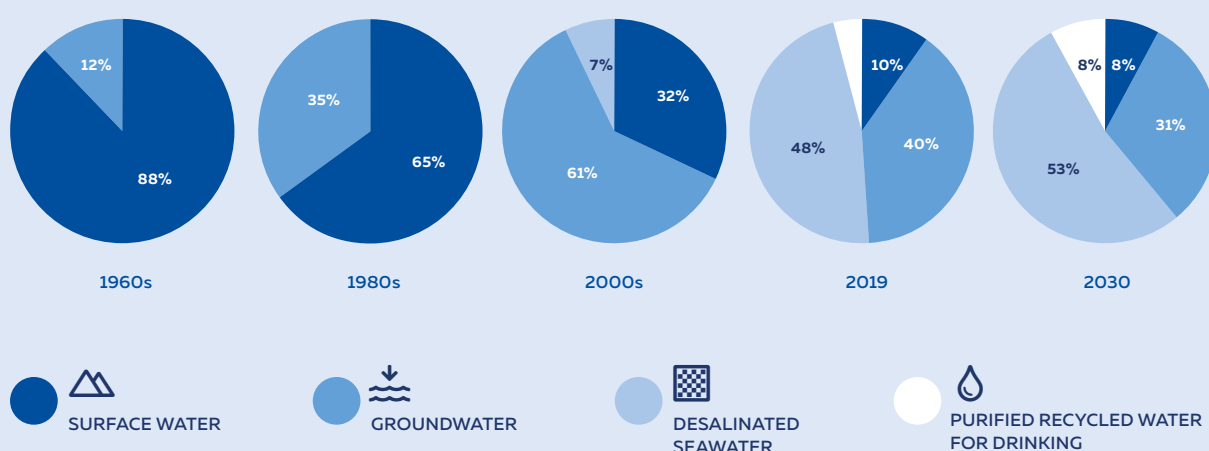 12%
88%
35%
65%
7%
32%
61%
10%
48%
40%
8%
8%
31%
53%
1960s
1980s
2000s
2019
2030
SURFACE WATER
GROUNDWATER
DESALINATED
SEAWATER
PURIFIED RECYCLED WATER
FOR DRINKING